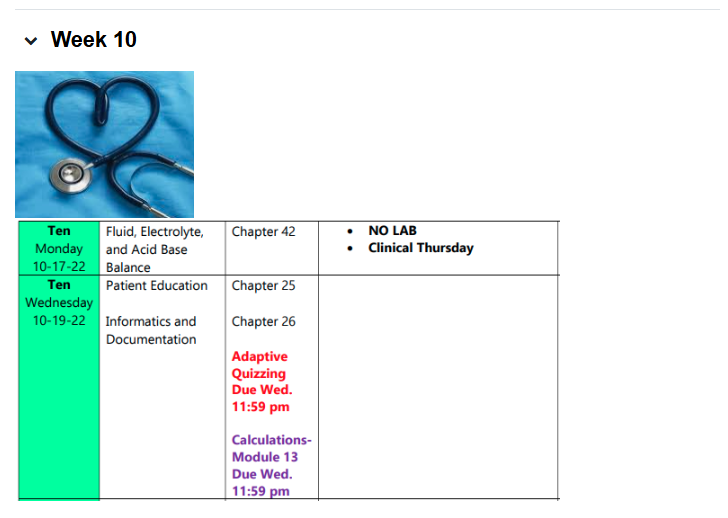 Week 10
Ten
Monday
10-17-22
Fluid, Electrolyte,
and Acid Base
Balance
Chapter 42
• NO LAB
• Clinical Thursday
Ten
Wednesday
10-19-22
Patient Education
Informatics and
Documentation
Chapter 25
Chapter 26
Adaptive
Quizzing
Due Wed.
11:59 pm
Calculations-
Module 13
Due Wed.
11:59 pm